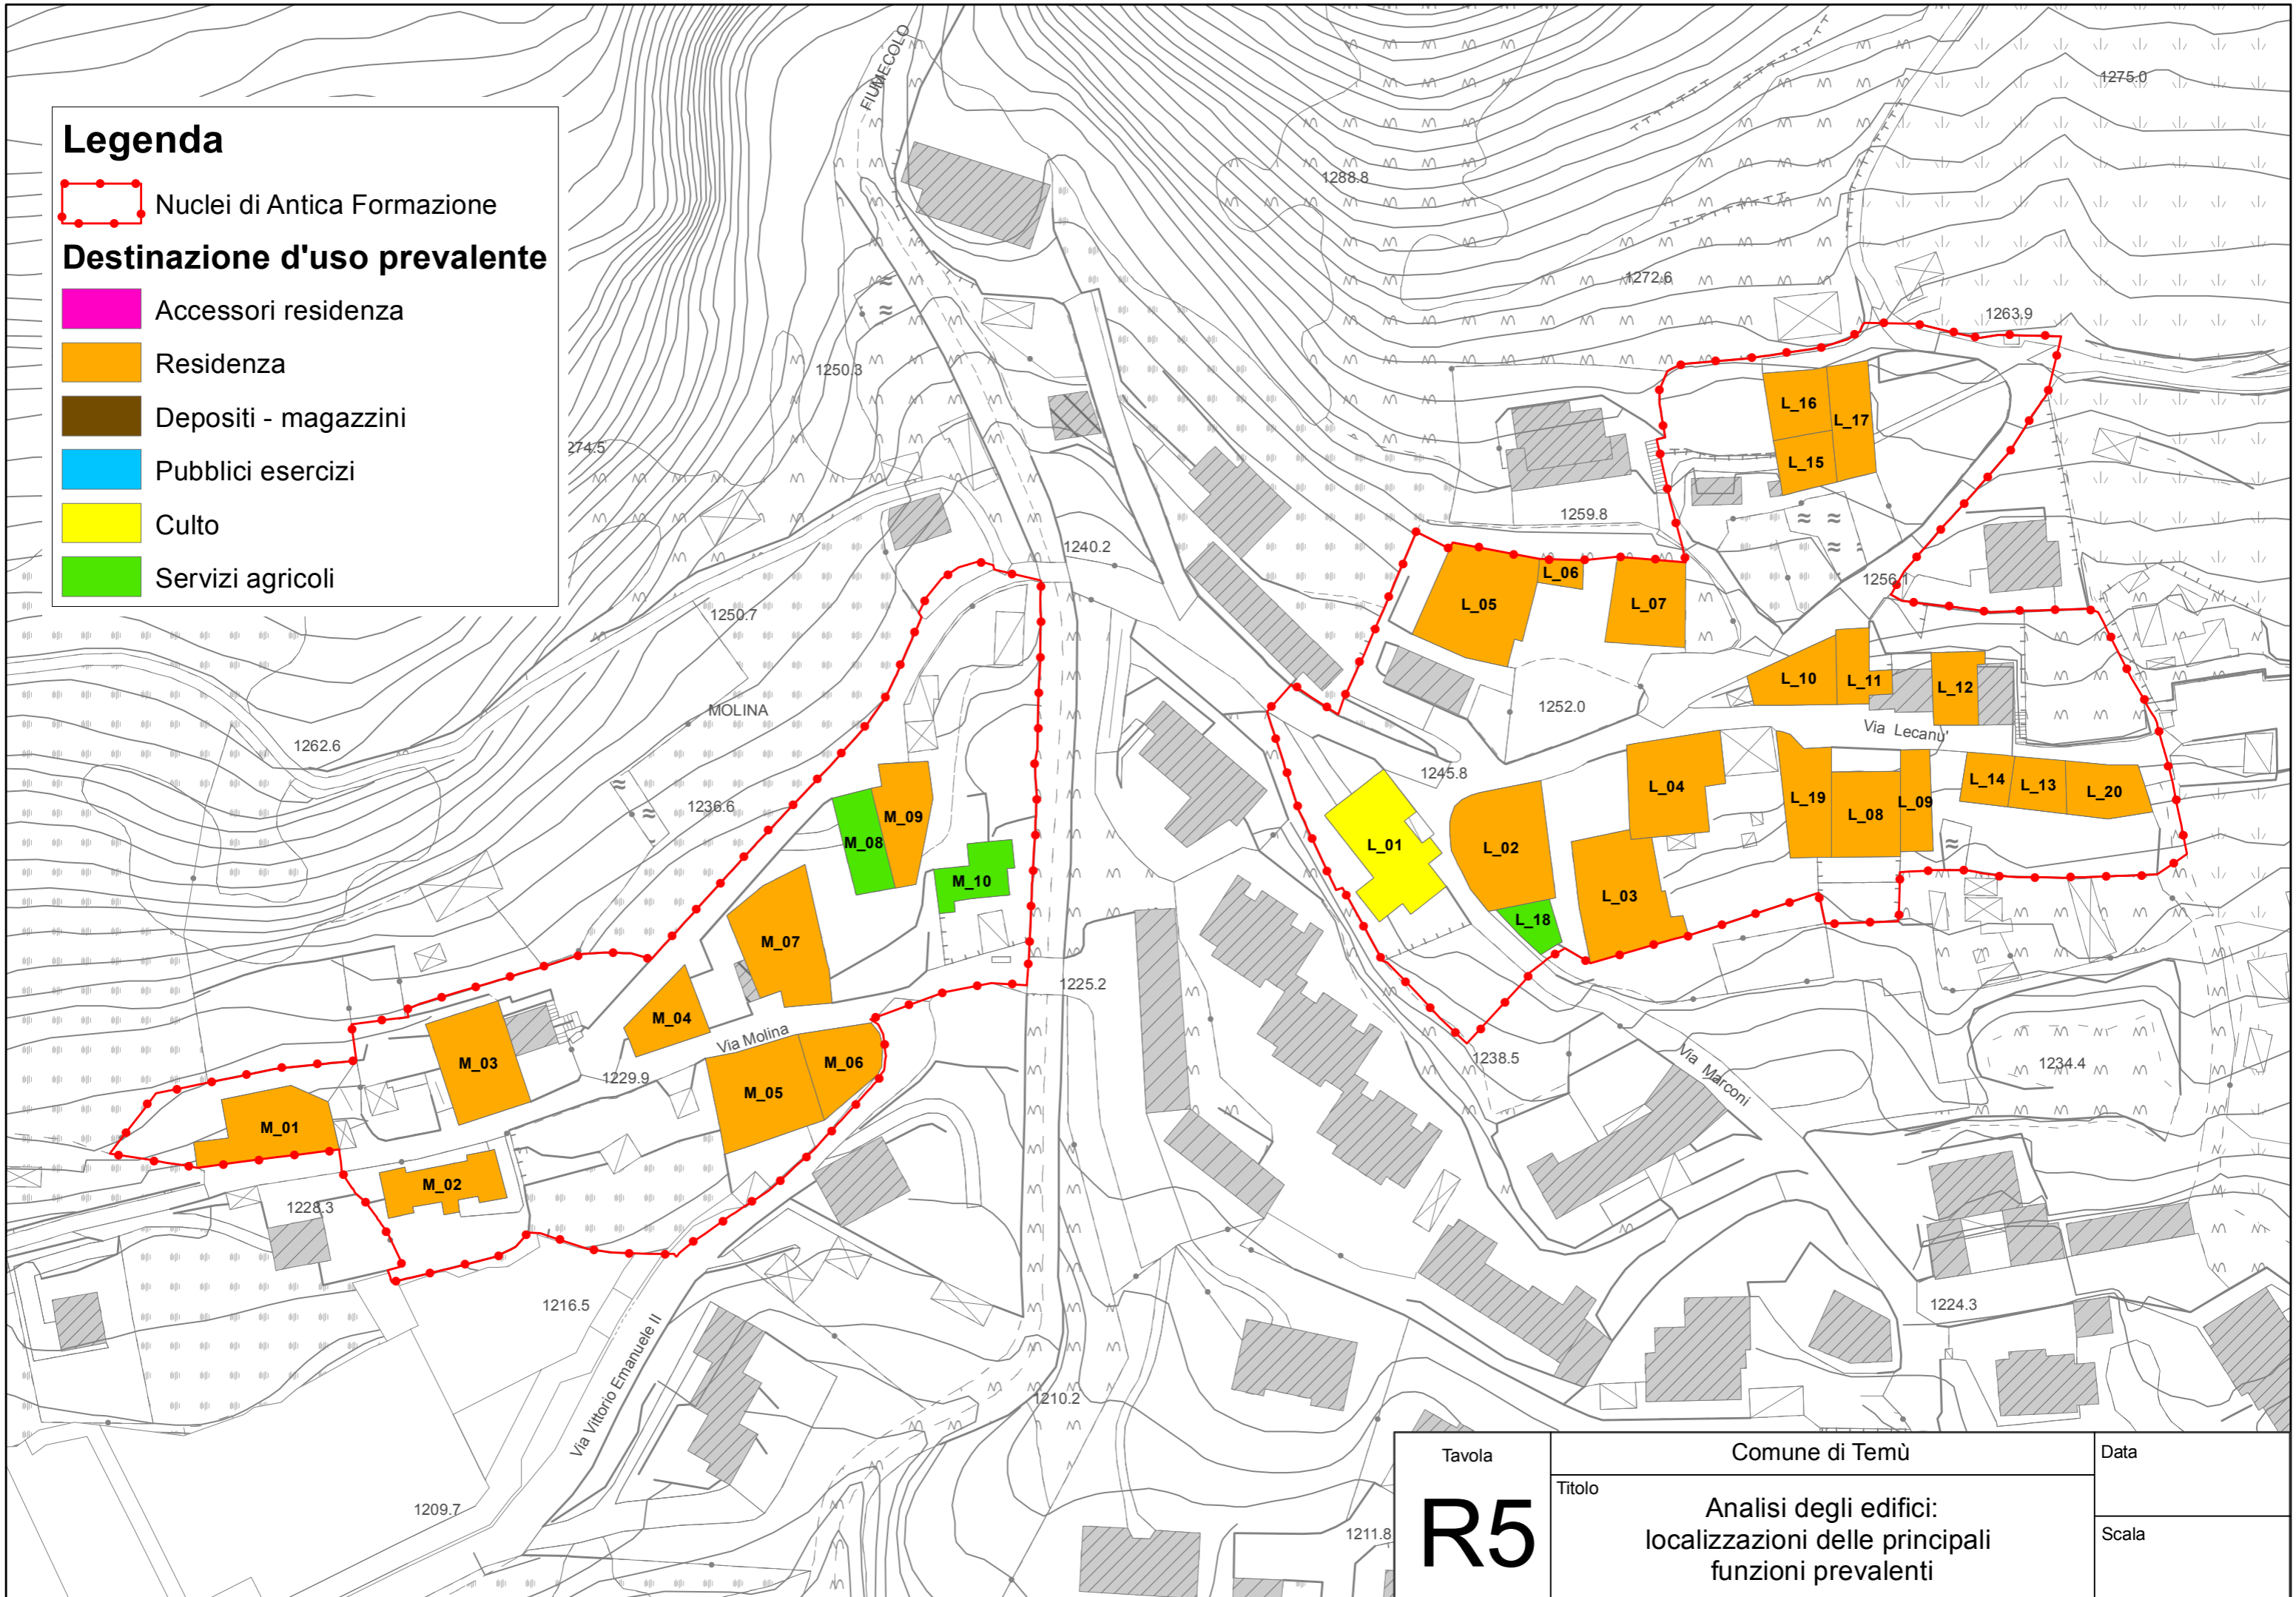 Legenda
Nuclei di Antica Formazione
Destinazione d'uso prevalente
Accessori residenza
Residenza
Depositi - magazzini
Pubblici esercizi
Culto
Servizi agricoli
FIUMECOLO
1275.0
1288.8
1272.6
1263.9
1250.3
274.5
L_16
L_17
L_15
1259.8
1240.2
1256.1
L_05
L_06
L_07
1250.7
MOLINA
1262.6
1236.6
1252.0
L_10
L_11
L_12
Via Lecanu'
1245.8
L_04
L_14
L_13
L_20
L_19
L_08
L_09
M_09
M_08
M_10
L_01
L_02
L_03
L_18
M_07
1225.2
M_04
Via Molina
M_03
M_06
M_05
1229.9
1238.5
Via Marconi
1234.4
M_01
M_02
1228.3
1216.5
1224.3
Via Vittorio Emanuele II
1210.2
1209.7
1211.8
Tavola
R5
Comune di Temù
Titolo
Analisi degli edifici:
localizzazioni delle principali
funzioni prevalenti
Data
Scala